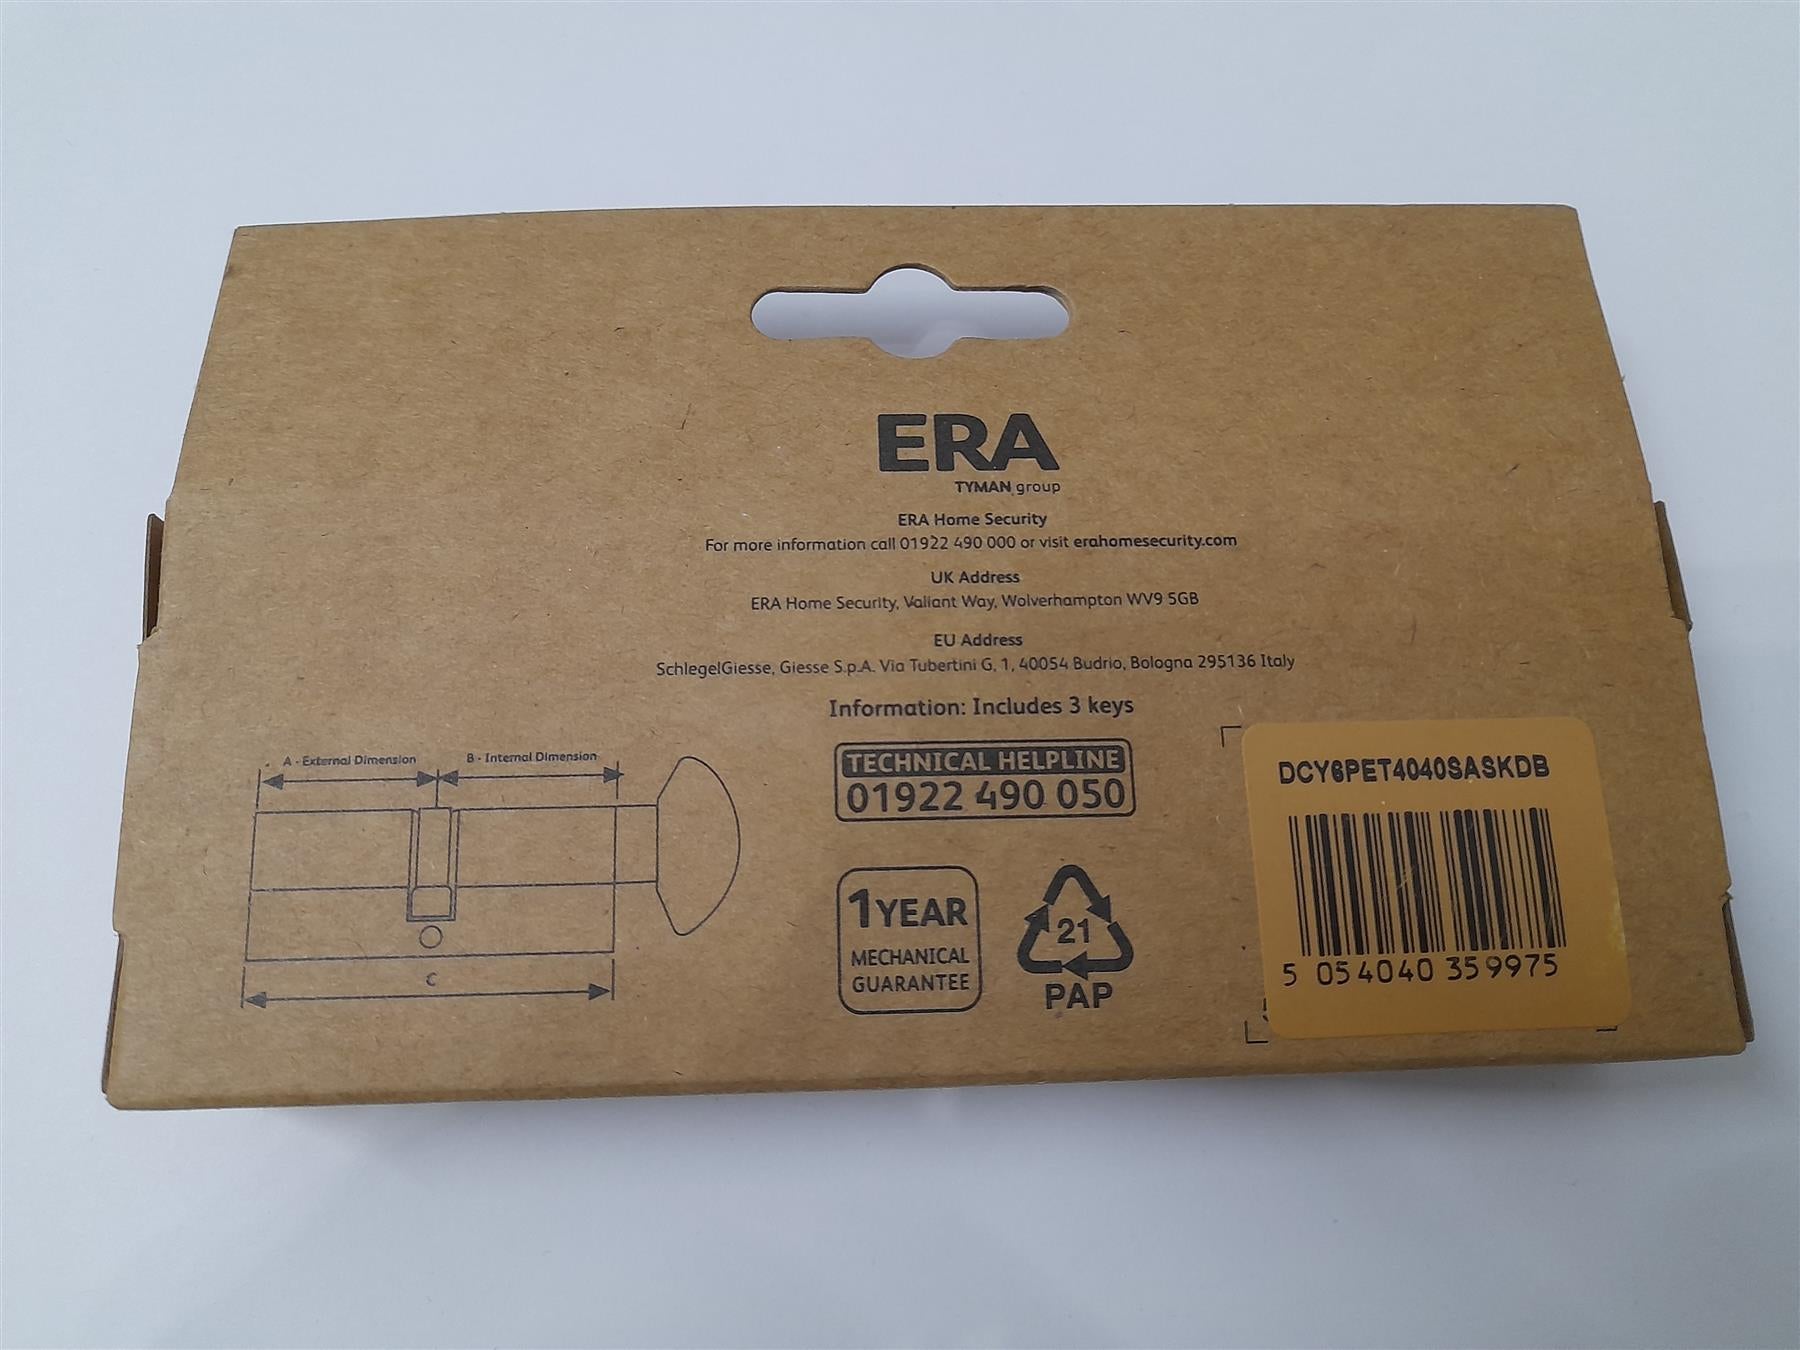 ERA
TYMAN group
ERA Home Security
For more information call 01922 490 000 or visit erahomesecurity.com
UK Address
ERA Home Security, Valiant Way, Wolverhampton WV9 5GB
EU Address
SchlegelGiesse, Giesse S.p.A. Via Tubertini G, 1, 40054 Budrio, Bologna 295136 Italy
Information: Includes 3 keys
A - External Dimension
B - Internal Dimension
C
TECHNICAL HELPLINE
01922 490 050
1 YEAR
MECHANICAL
GUARANTEE
21
PAP
DCY6PET4040SASKDB
5 054040 359975